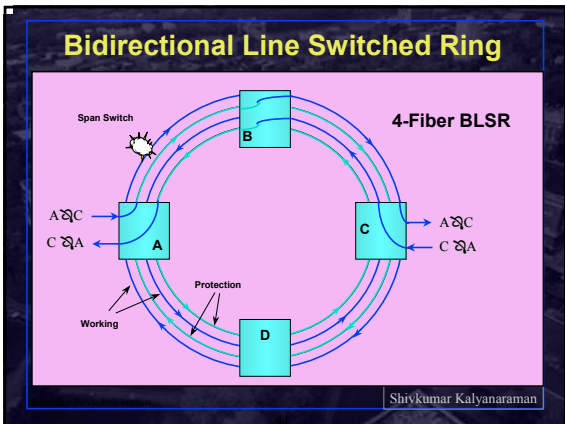 Bidirectional Line Switched Ring
Span Switch
4-Fiber BLSR
B
A→C
C→A
A
C
A→C
C→A
Protection
Working
D
Shivkumar Kalyanaraman